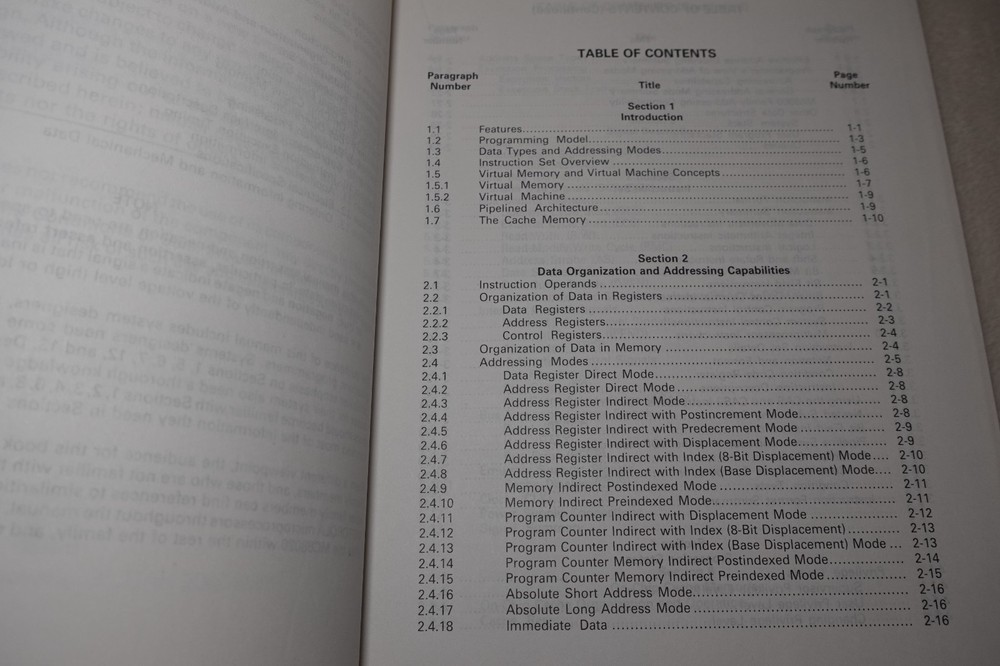 TABLE OF CONTENTS
Paragraph Number Title Page Number
Section 1
Introduction
1.1 Features 1-1
1.2 Programming Model 1-3
1.3 Data Types and Addressing Modes 1-5
1.4 Instruction Set Overview 1-6
1.5 Virtual Memory and Virtual Machine Concepts 1-6
1.5.1 Virtual Memory 1-7
1.5.2 Virtual Machine 1-9
1.6 Pipelined Architecture 1-9
1.7 The Cache Memory 1-10
Section 2
Data Organization and Addressing Capabilities
2.1 Instruction Operands 2-1
2.2 Organization of Data in Registers 2-1
2.2.1 Data Registers 2-2
2.2.2 Address Registers 2-3
2.2.3 Control Registers 2-4
2.3 Organization of Data in Memory 2-4
2.4 Addressing Modes 2-5
2.4.1 Data Register Direct Mode 2-8
2.4.2 Address Register Direct Mode 2-8
2.4.3 Address Register Indirect Mode 2-8
2.4.4 Address Register Indirect with Postincrement Mode 2-8
2.4.5 Address Register Indirect with Predecrement Mode 2-9
2.4.6 Address Register Indirect with Displacement Mode 2-9
2.4.7 Address Register Indirect with Index (8-Bit Displacement) Mode 2-10
2.4.8 Address Register Indirect with Index (Base Displacement) Mode 2-10
2.4.9 Memory Indirect Postindexed Mode 2-11
2.4.10 Memory Indirect Preindexed Mode 2-11
2.4.11 Program Counter Indirect with Displacement Mode 2-12
2.4.12 Program Counter Indirect with Index (8-Bit Displacement) 2-13
2.4.13 Program Counter Indirect with Index (Base Displacement) Mode 2-13
2.4.14 Program Counter Memory Indirect Postindexed Mode 2-14
2.4.15 Program Counter Memory Indirect Preindexed Mode 2-15
2.4.16 Absolute Short Address Mode 2-16
2.4.17 Absolute Long Address Mode 2-16
2.4.18 Immediate Data 2-16